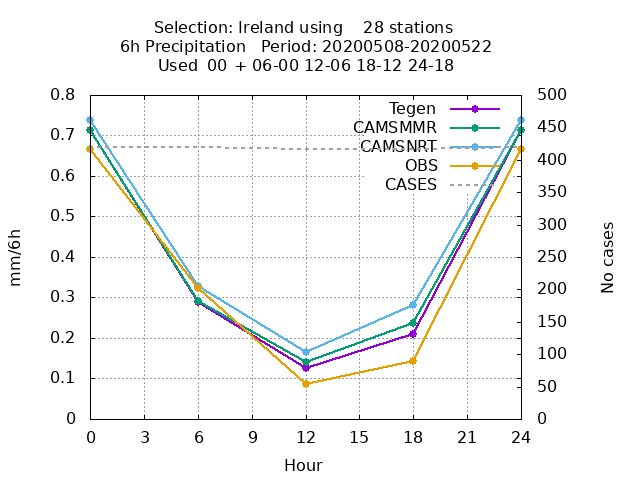 Selection: Ireland using    28 stations
6h Precipitation   Period: 20200508-20200522
Used  00 + 06-00 12-06 18-12 24-18
0.8
0.7
0.6
0.5
0.4
0.3
0.2
0.1
0
mm/6h
Tegen
CAMSMMR
CAMSNRT
OBS
CASES
500
450
400
350
300
250
200
150
100
50
0
No cases
0 3 6 9 12 15 18 21 24
Hour